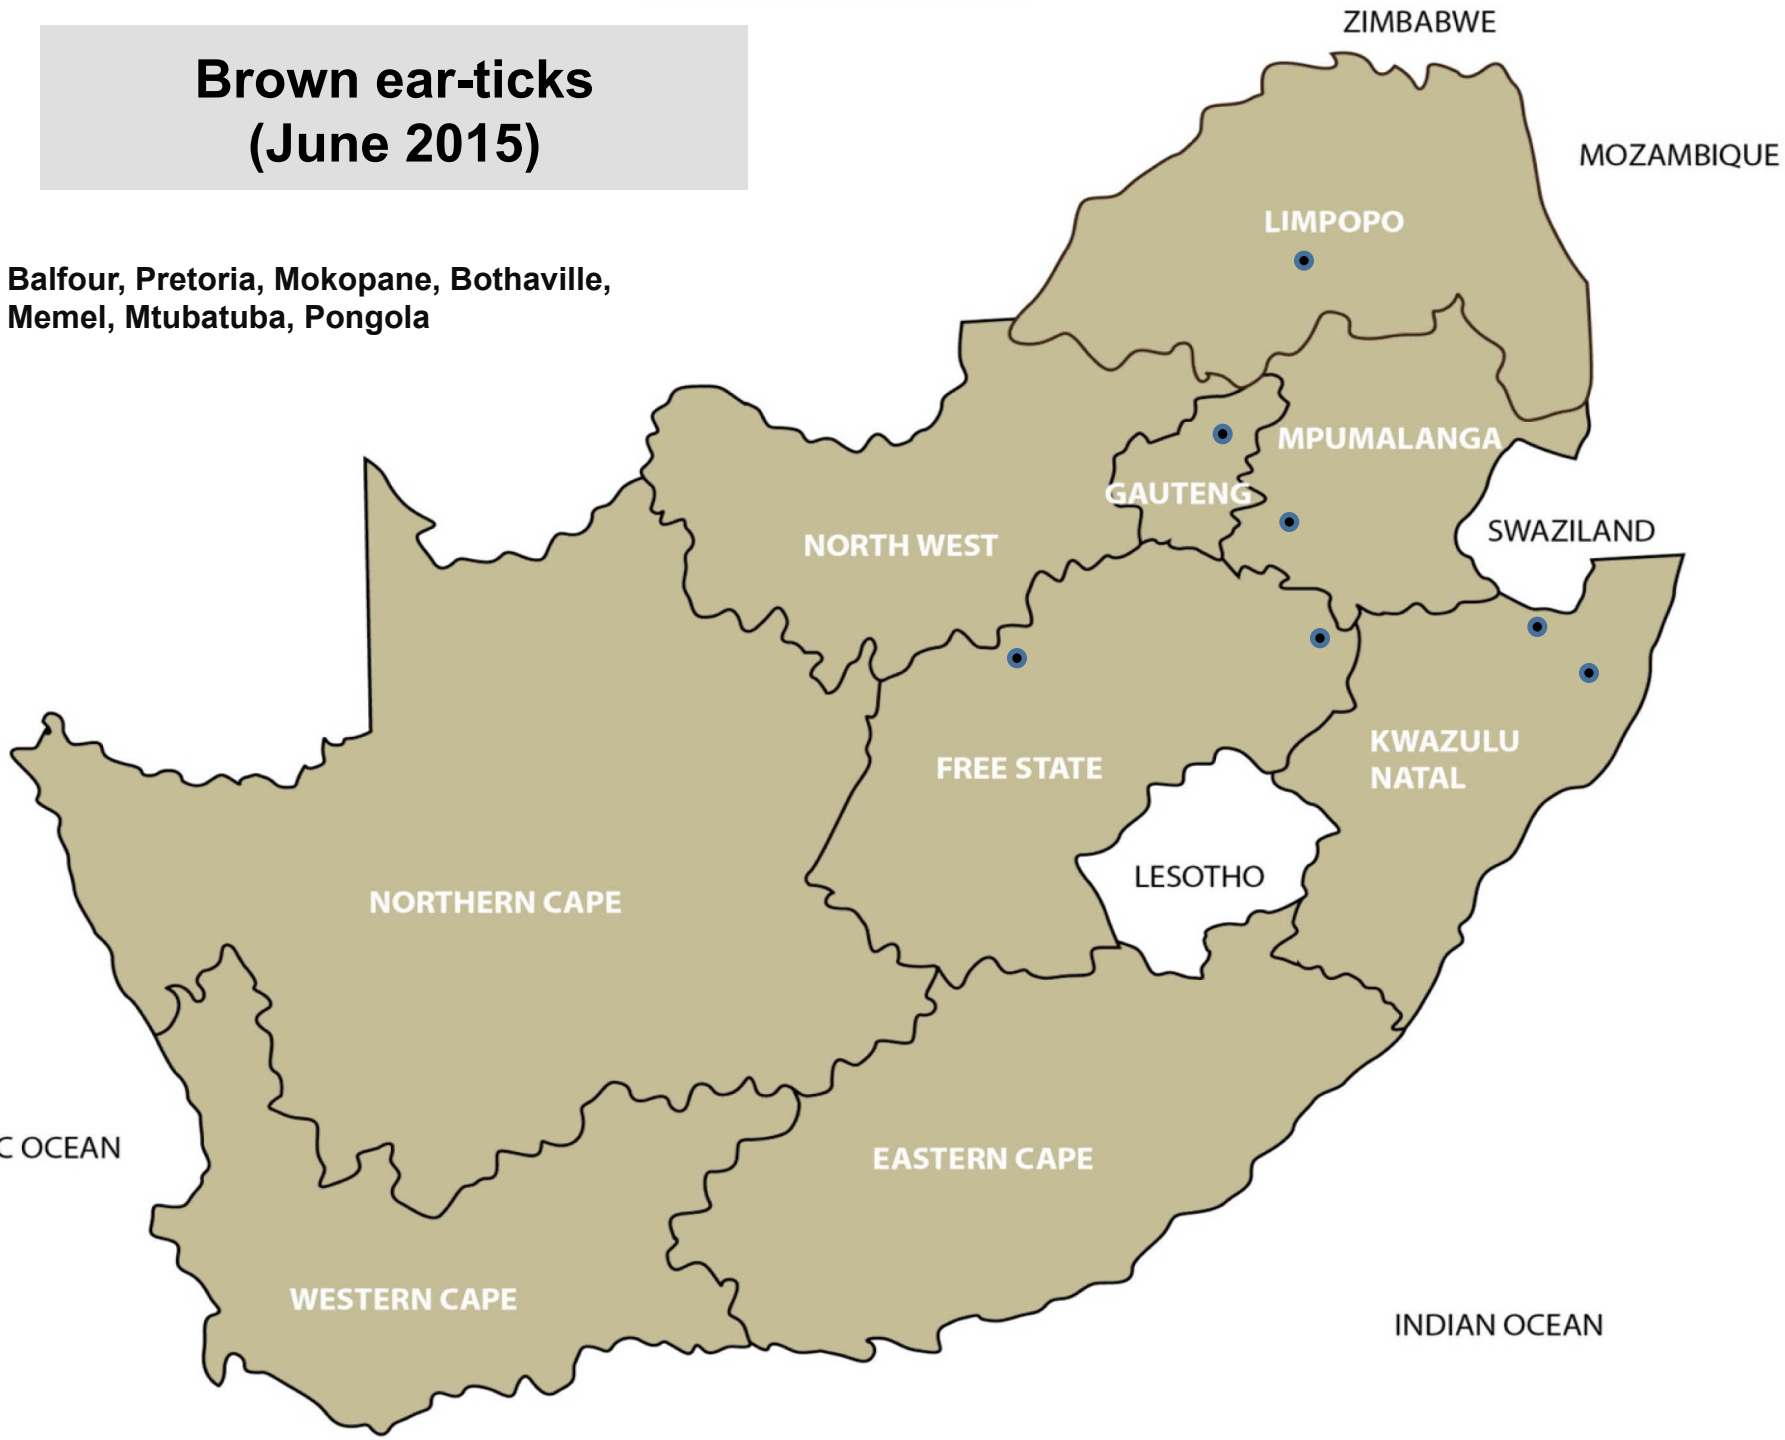 Brown ear-ticks
(June 2015)
Balfour, Pretoria, Mokopane, Bothaville,
Memel, Mtubatuba, Pongola
ZIMBABWE
MOZAMBIQUE
LIMPOPO
MPUMALANGA
GAUTENG
SWAZILAND
NORTH WEST
KWAZULU
NATAL
FREE STATE
LESOTHO
NORTHERN CAPE
C OCEAN
EASTERN CAPE
WESTERN CAPE
INDIAN OCEAN